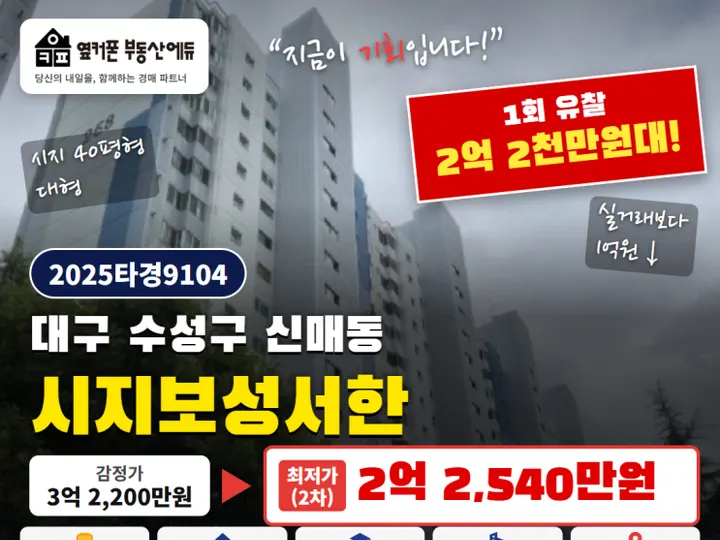 옆커폰 부동산에듀
당신의 내일을, 함께하는 경매 파트너
“지금이 기회입니다!”
1회 유찰
2억 2천만원대!
시지 40평형
대형
실거래보다
1억원 ↓
2025타경9104
대구 수성구 신매동
시지보성서한
감정가
3억 2,200만원
최저가
(2차)
2억 2,540만원